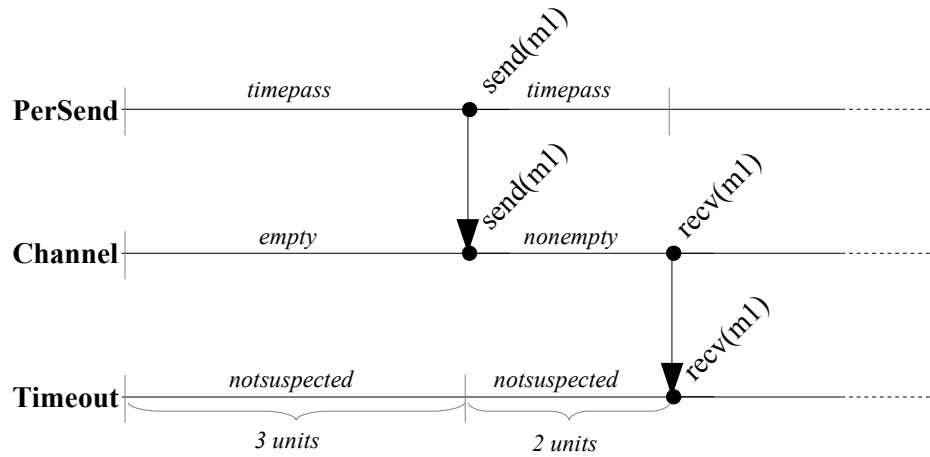 send(m1)
timepass
timepass
PerSend
send(m1)
recv(m1)
empty
nonempty
Channel
recv(m1)
notsuspected
notsuspected
Timeout
3 units
2 units